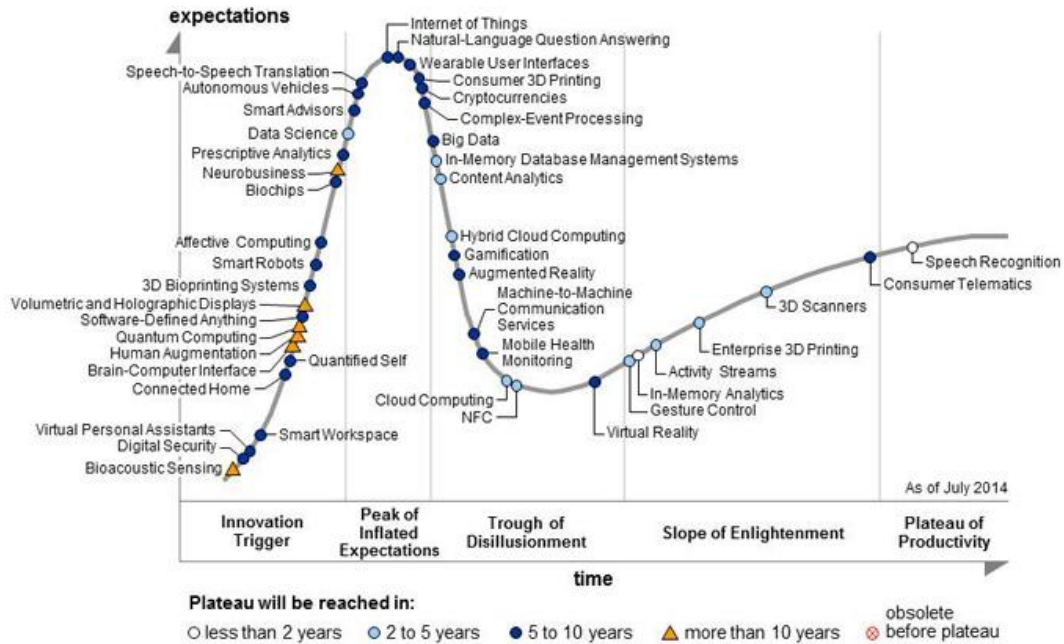 expectations
Internet of Things
Natural-Language Question Answering
Wearable User Interfaces
Consumer 3D Printing
Cryptocurrencies
Complex-Event Processing
Speech-to-Speech Translation
Autonomous Vehicles
Smart Advisors
Data Science
Prescriptive Analytics
Neurobusiness
Biochips
Big Data
In-Memory Database Management Systems
Content Analytics
Affective Computing
Smart Robots
3D Bioprinting Systems
Volumetric and Holographic Displays
Software-Defined Anything
Quantum Computing
Human Augmentation
Brain-Computer Interface
Connected Home
Quantified Self
Virtual Personal Assistants
Digital Security
Bioacoustic Sensing
Smart Workspace
Hybrid Cloud Computing
Gamification
Augmented Reality
Machine-to-Machine
Communication
Services
Mobile Health
Monitoring
Cloud Computing
NFC
Virtual Reality
Gesture Control
In-Memory Analytics
Activity Streams
Enterprise 3D Printing
3D Scanners
Consumer Telematics
Speech Recognition
As of July 2014
Innovation
Trigger
Peak of
Inflated
Expectations
Trough of
Disillusionment
Slope of Enlightenment
Plateau of
Productivity
time
Plateau will be reached in:
less than 2 years
2 to 5 years
5 to 10 years
more than 10 years
obsolete
before plateau